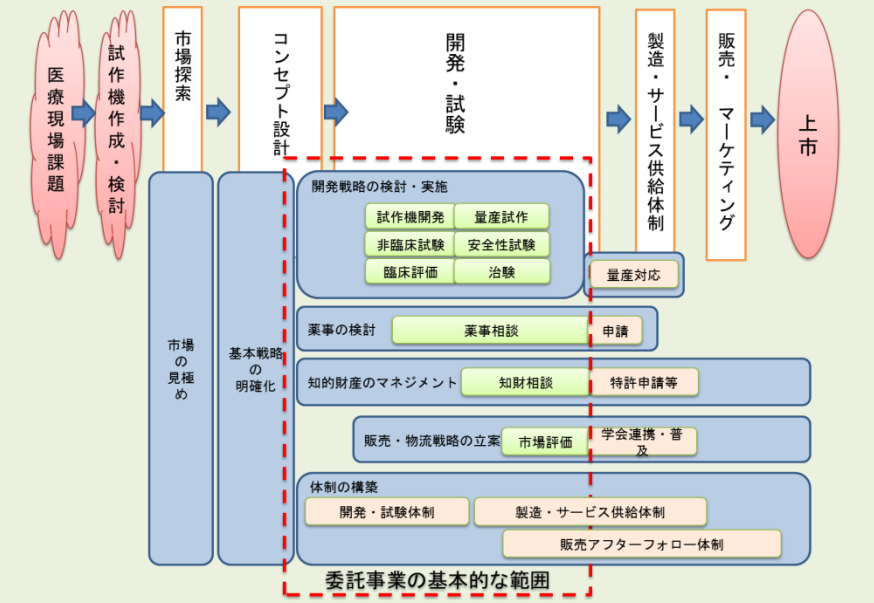 医療現場課題
試作機作成・検討
市場探索
コンセプト設計
開発・試験
製造・サービス供給体制
販売・マーケティング
上市
市場
の
見極
め
基本戦略
の
明確化
開発戦略の検討・実施
試作機開発
量産試作
非臨床試験
安全性試験
臨床評価
治験
量産対応
薬事の検討
薬事相談
申請
知的財産のマネジメント
知財相談
特許申請等
販売・物流戦略の立案
市場評価
学会連携・普
及
体制の構築
開発・試験体制
製造・サービス供給体制
販売アフターフォロー体制
委託事業の基本的な範囲